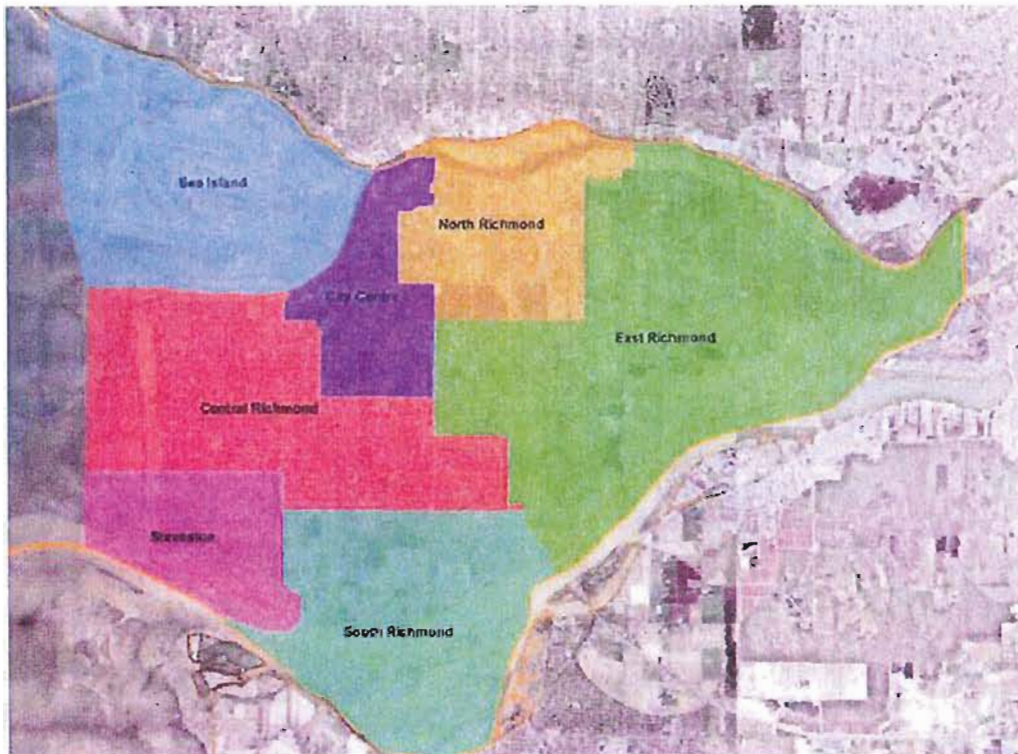 Sea Island
North Richmond
City Centre
East Richmond
Central Richmond
Steveston
South Richmond